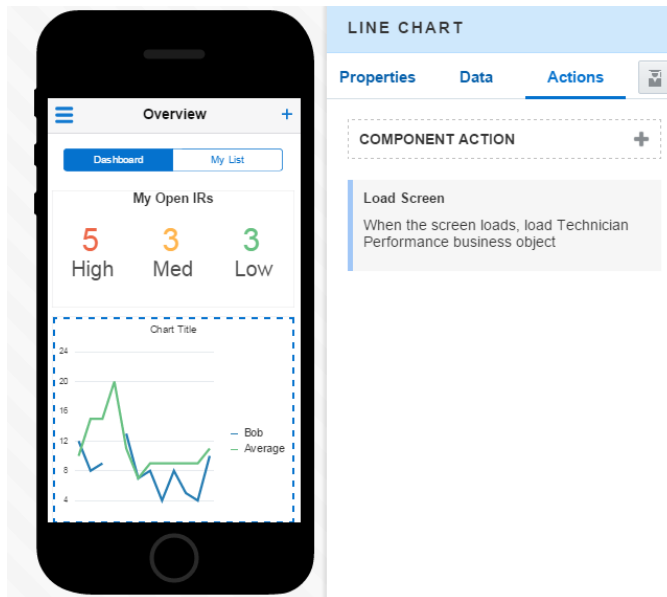 Overview
+
Dashboard
My List
My Open IRs
5
3
3
High
Med
Low
Chart Title
24
20
16
12
8
4
Bob
Average
LINE CHART
Properties
Data
Actions
COMPONENT ACTION
+
Load Screen
When the screen loads, load Technician
Performance business object